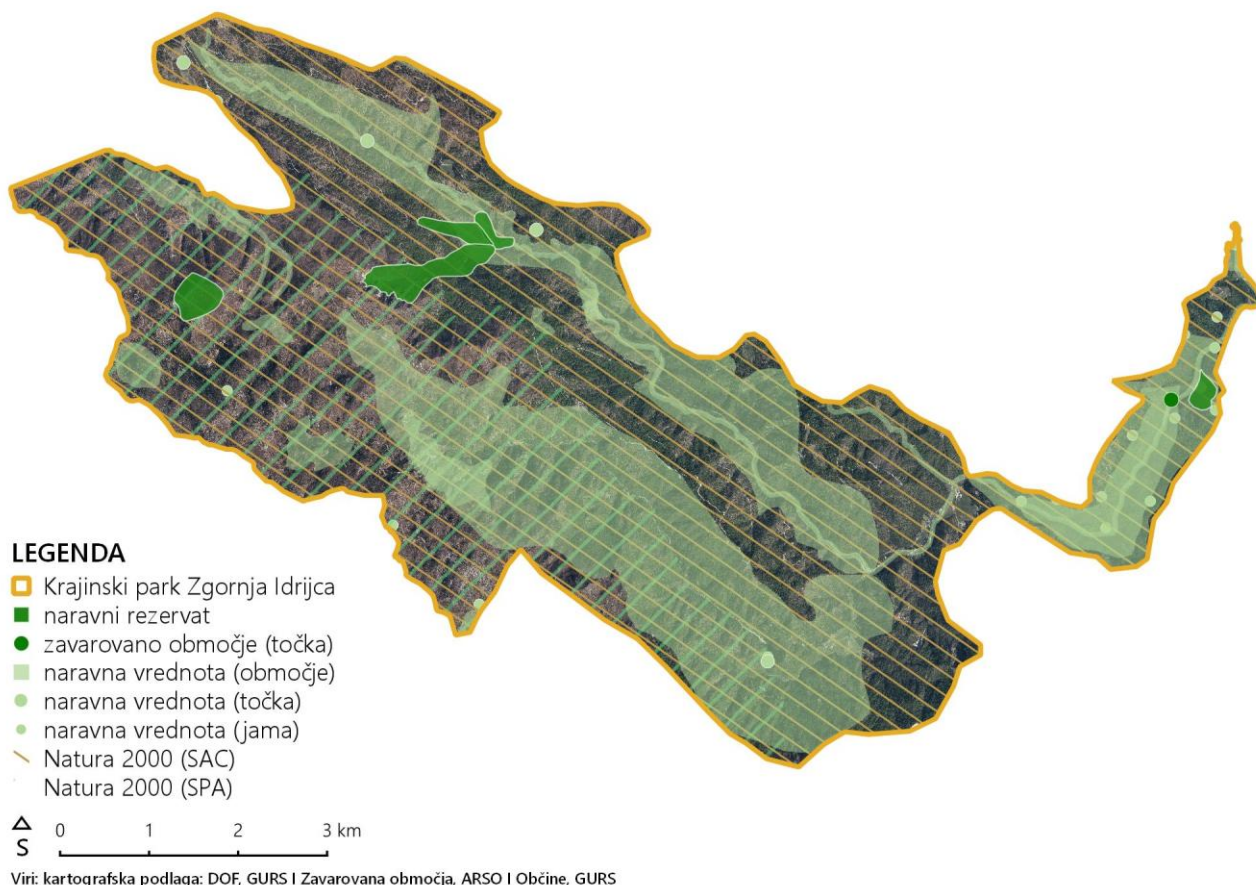 LEGENDA
Krajinski park Zgornja Idrijca
naravni rezervat
zavarovano območje (točka)
naravna vrednota (območje)
naravna vrednota (točka)
naravna vrednota (jama)
Natura 2000 (SAC)
Natura 2000 (SPA)
0 1 2 3 km
S
Viri: kartografska podlaga: DOF, GURS I Zavarovana območja, ARSO I Občine, GURS